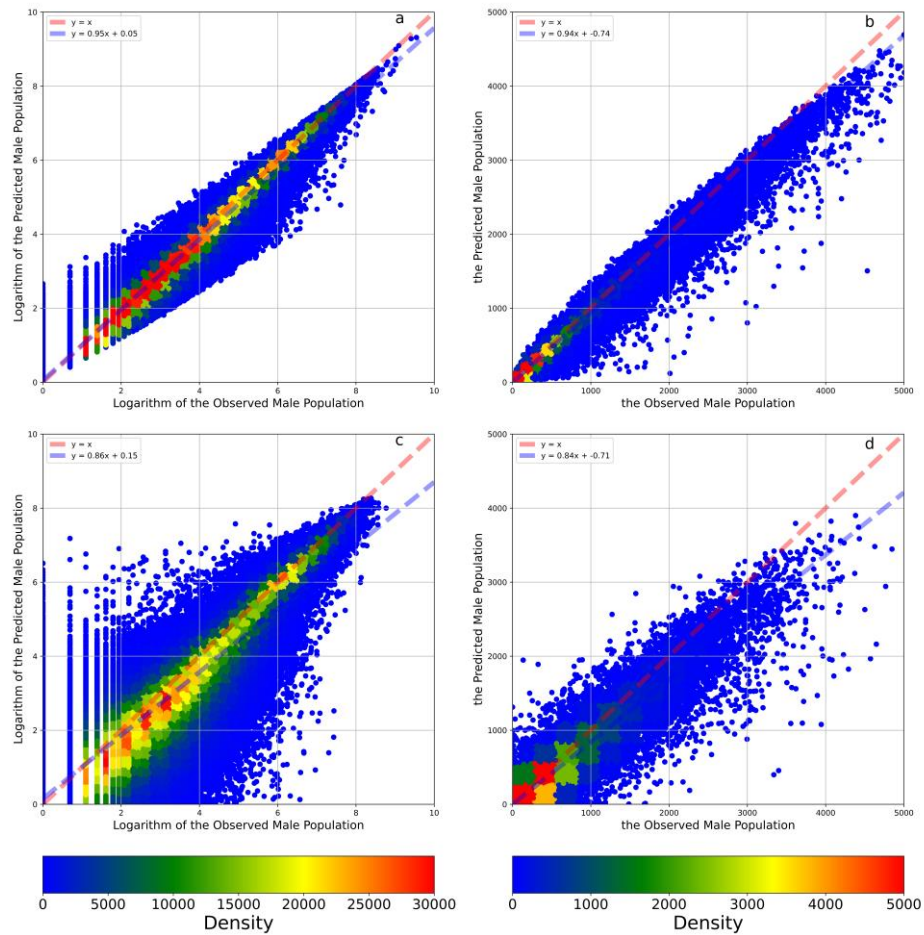 a
y = x
y = 0.95x + 0.05
10
8
6
4
2
0
Logarithm of the Predicted Male Population
0 2 4 6 8 10
Logarithm of the Observed Male Population
b
y = x
y = 0.94x + -0.74
5000
4000
3000
2000
1000
0
the Predicted Male Population
0 1000 2000 3000 4000 5000
the Observed Male Population
c
y = x
y = 0.86x + 0.15
10
8
6
4
2
0
Logarithm of the Predicted Male Population
0 2 4 6 8 10
Logarithm of the Observed Male Population
d
y = x
y = 0.84x + -0.71
5000
4000
3000
2000
1000
0
the Predicted Male Population
0 1000 2000 3000 4000 5000
the Observed Male Population
0 5000 10000 15000 20000 25000 30000
Density
0 1000 2000 3000 4000 5000
Density